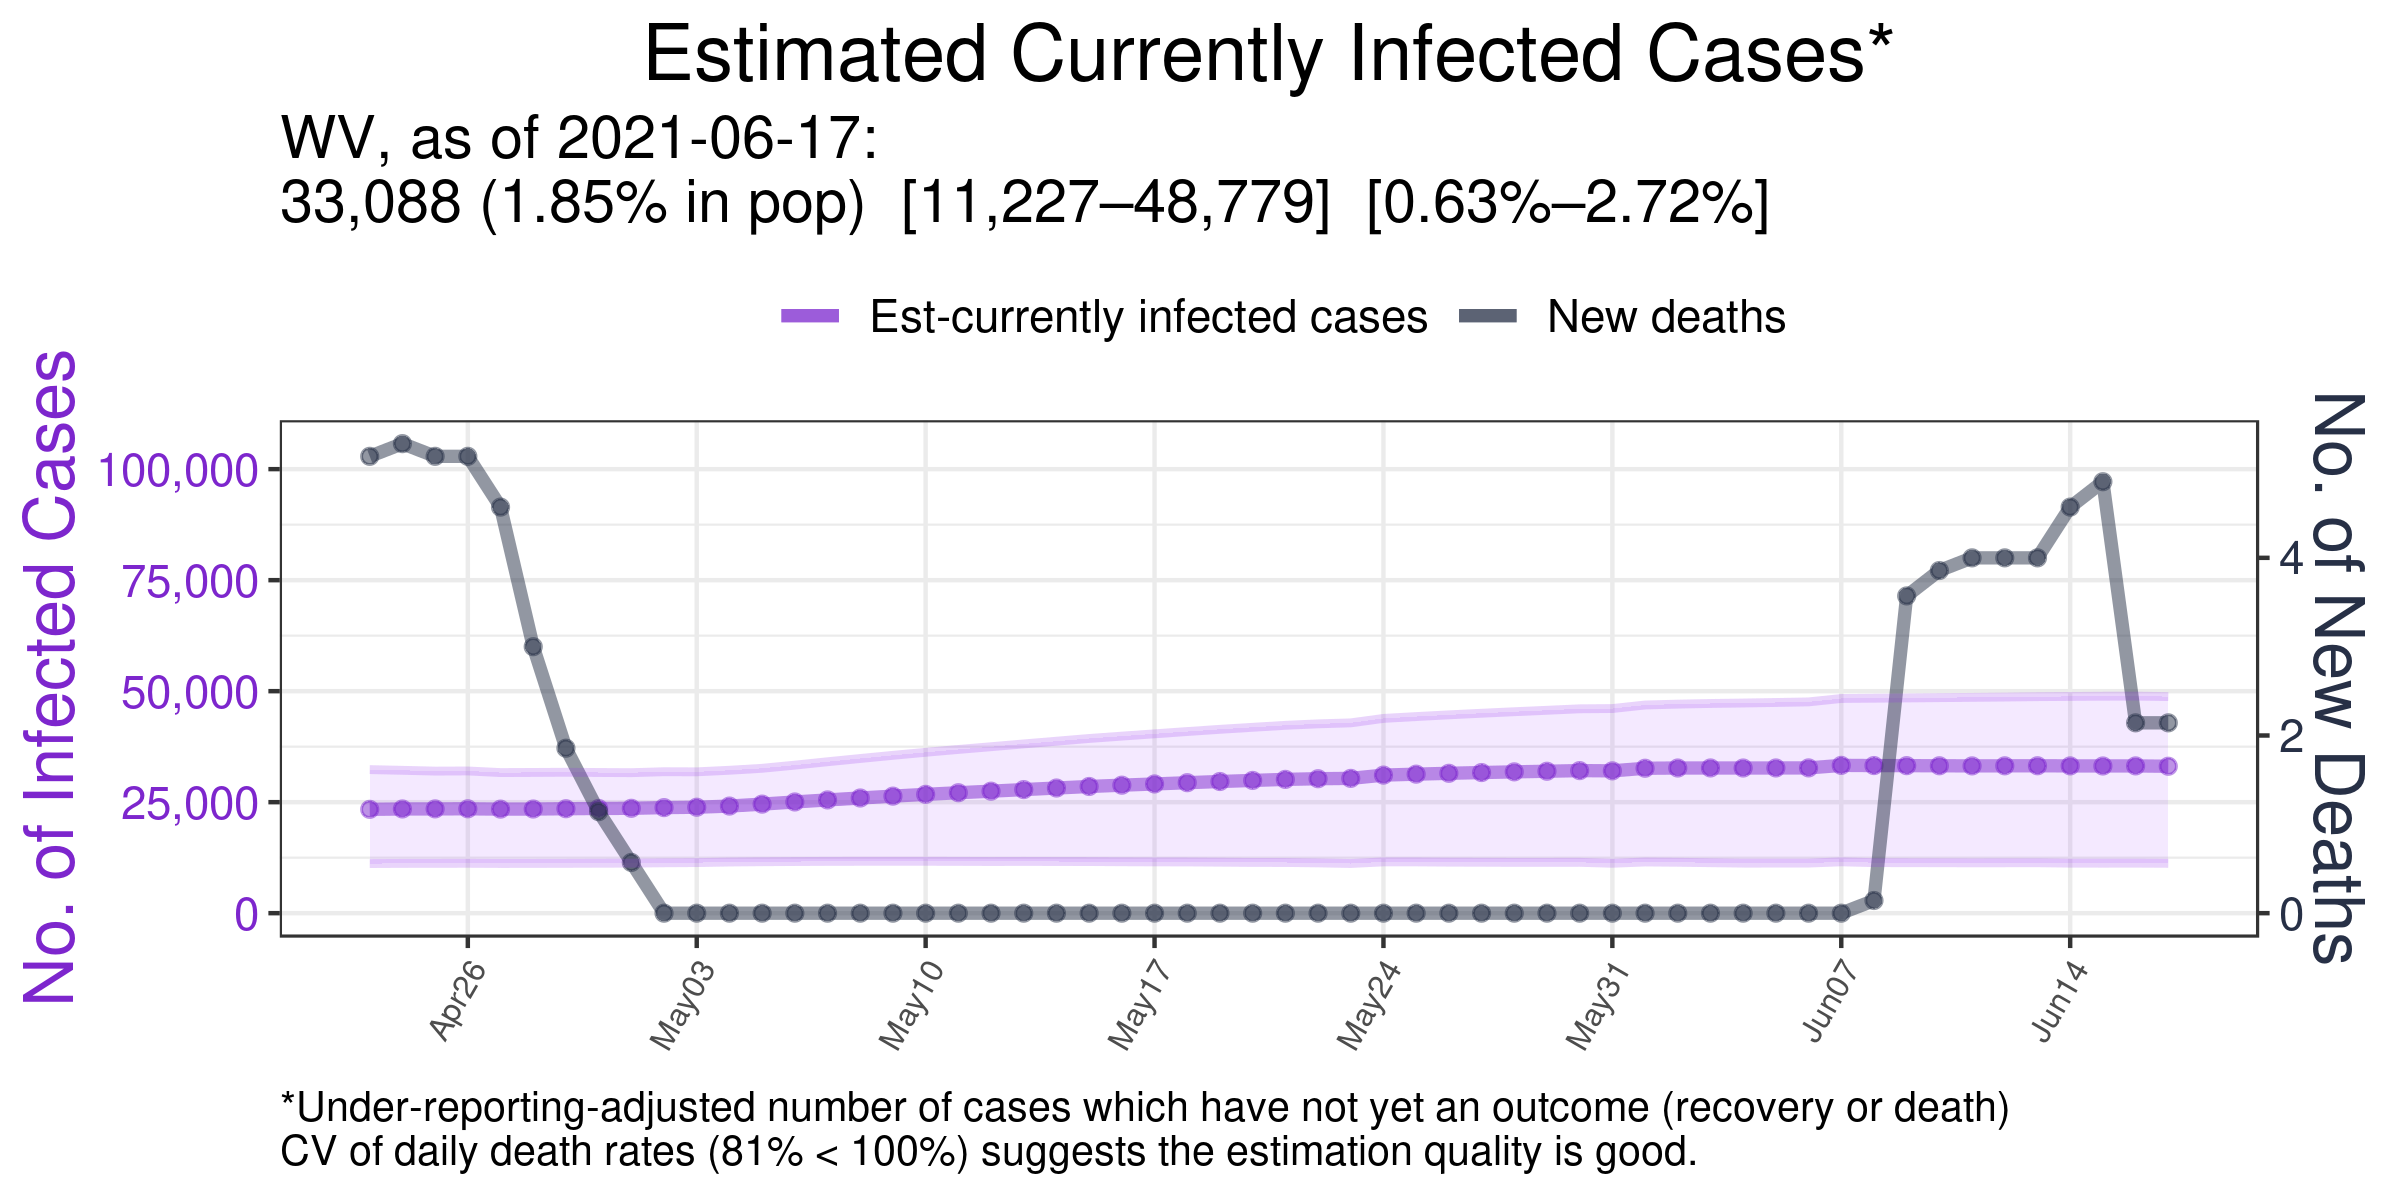 Estimated Currently Infected Cases*
WV, as of 2021-06-17:
33,088 (1.85% in pop)  [11,227–48,779]  [0.63%–2.72%]
Est-currently infected cases
New deaths
No. of Infected Cases
100,000
75,000
50,000
25,000
0
No. of New Deaths
4
2
0
Apr26
May03
May10
May17
May24
May31
Jun07
Jun14
*Under-reporting-adjusted number of cases which have not yet an outcome (recovery or death)
CV of daily death rates (81% < 100%) suggests the estimation quality is good.